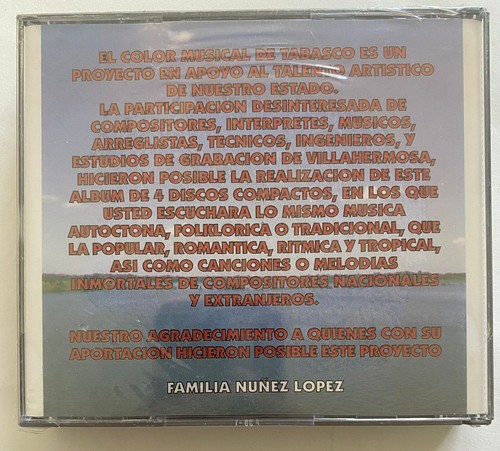 EL COLOR MUSICAL DE TABASCO ES UN
PROYECTO EN APOYO AL TALENTO ARTISTICO
DE NUESTRO ESTADO.
LA PARTICIPACION DESINTERESADA DE
COMPOSITORES, INTERPRETES, MUSICOS,
ARREGLISTAS, TECNICOS, INGENIEROS, Y
ESTUDIOS DE GRABACION DE VILLAHERMOSA,
HICIERON POSIBLE LA REALIZACION DE ESTE
ALBUM DE 4 DISCOS COMPACTOS, EN LOS QUE
USTED ESCUCHARA LO MISMO MUSICA
AUTOCTONA, FOLKLORICA O TRADICIONAL, QUE
LA POPULAR, ROMANTICA, RITMICA Y TROPICAL,
ASI COMO CANCIONES O MELODIAS
INMORTALES DE COMPOSITORES NACIONALES
Y EXTRANJEROS.
NUESTRO AGRADECIMIENTO A QUIENES CON SU
APORTACION HICIERON POSIBLE ESTE PROYECTO
FAMILIA NUÑEZ LOPEZ